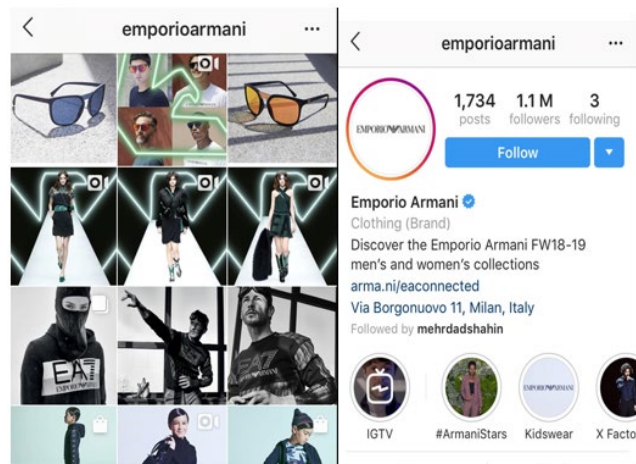 emporioarmani
EA7
EMPORIO ARMANI
EA7
emporioarmani
EMPORIO ARMANI
1,734 1.1 M 3
posts followers following
Follow
Emporio Armani
Clothing (Brand)
Discover the Emporio Armani FW18-19
men's and women's collections
arma.ni/eaconnected
Via Borgonuovo 11, Milan, Italy
Followed by mehrdadshahin
EMPORIO ARMANI
IGTV #ArmaniStars Kidswear X Facto